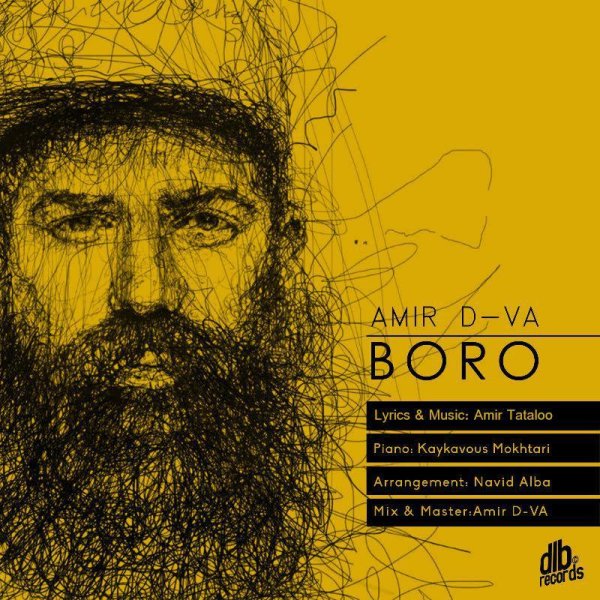 AMIR D-VA
BORO
Lyrics & Music: Amir Tataloo
Piano: Kaykavous Mokhtari
Arrangement: Navid Alba
Mix & Master:Amir D-VA
dlb©
records